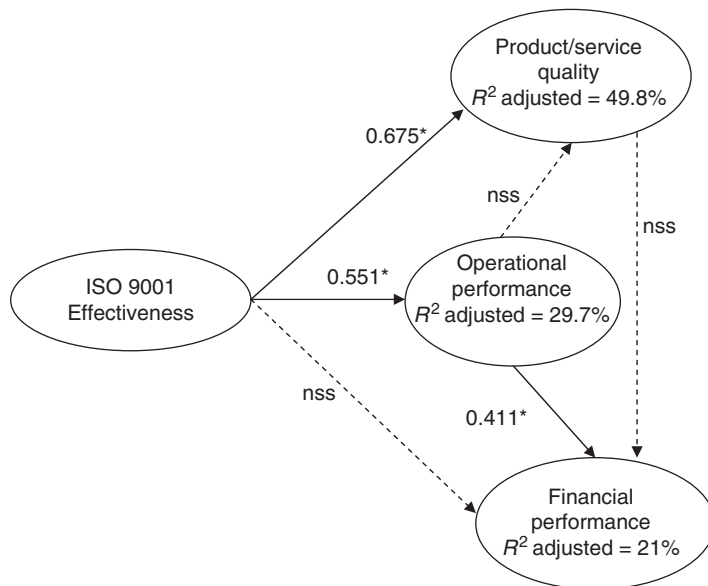 Product/service
quality
R² adjusted = 49.8%
0.675*
nss
nss
ISO 9001
Effectiveness
0.551*
Operational
performance
R² adjusted = 29.7%
nss
0.411*
Financial
performance
R² adjusted = 21%